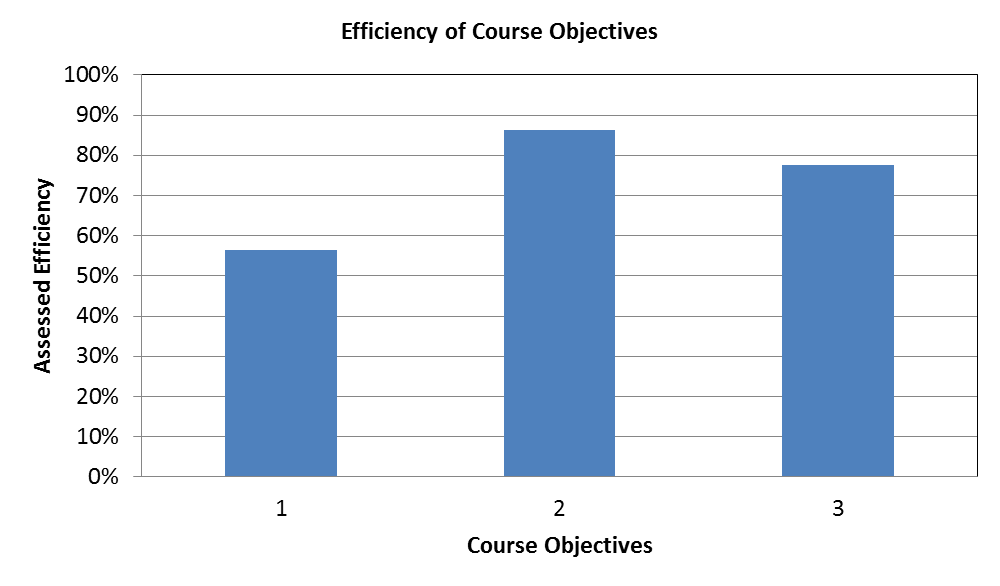 Efficiency of Course Objectives
Assessed Efficiency
100%
90%
80%
70%
60%
50%
40%
30%
20%
10%
0%
1 2 3
Course Objectives